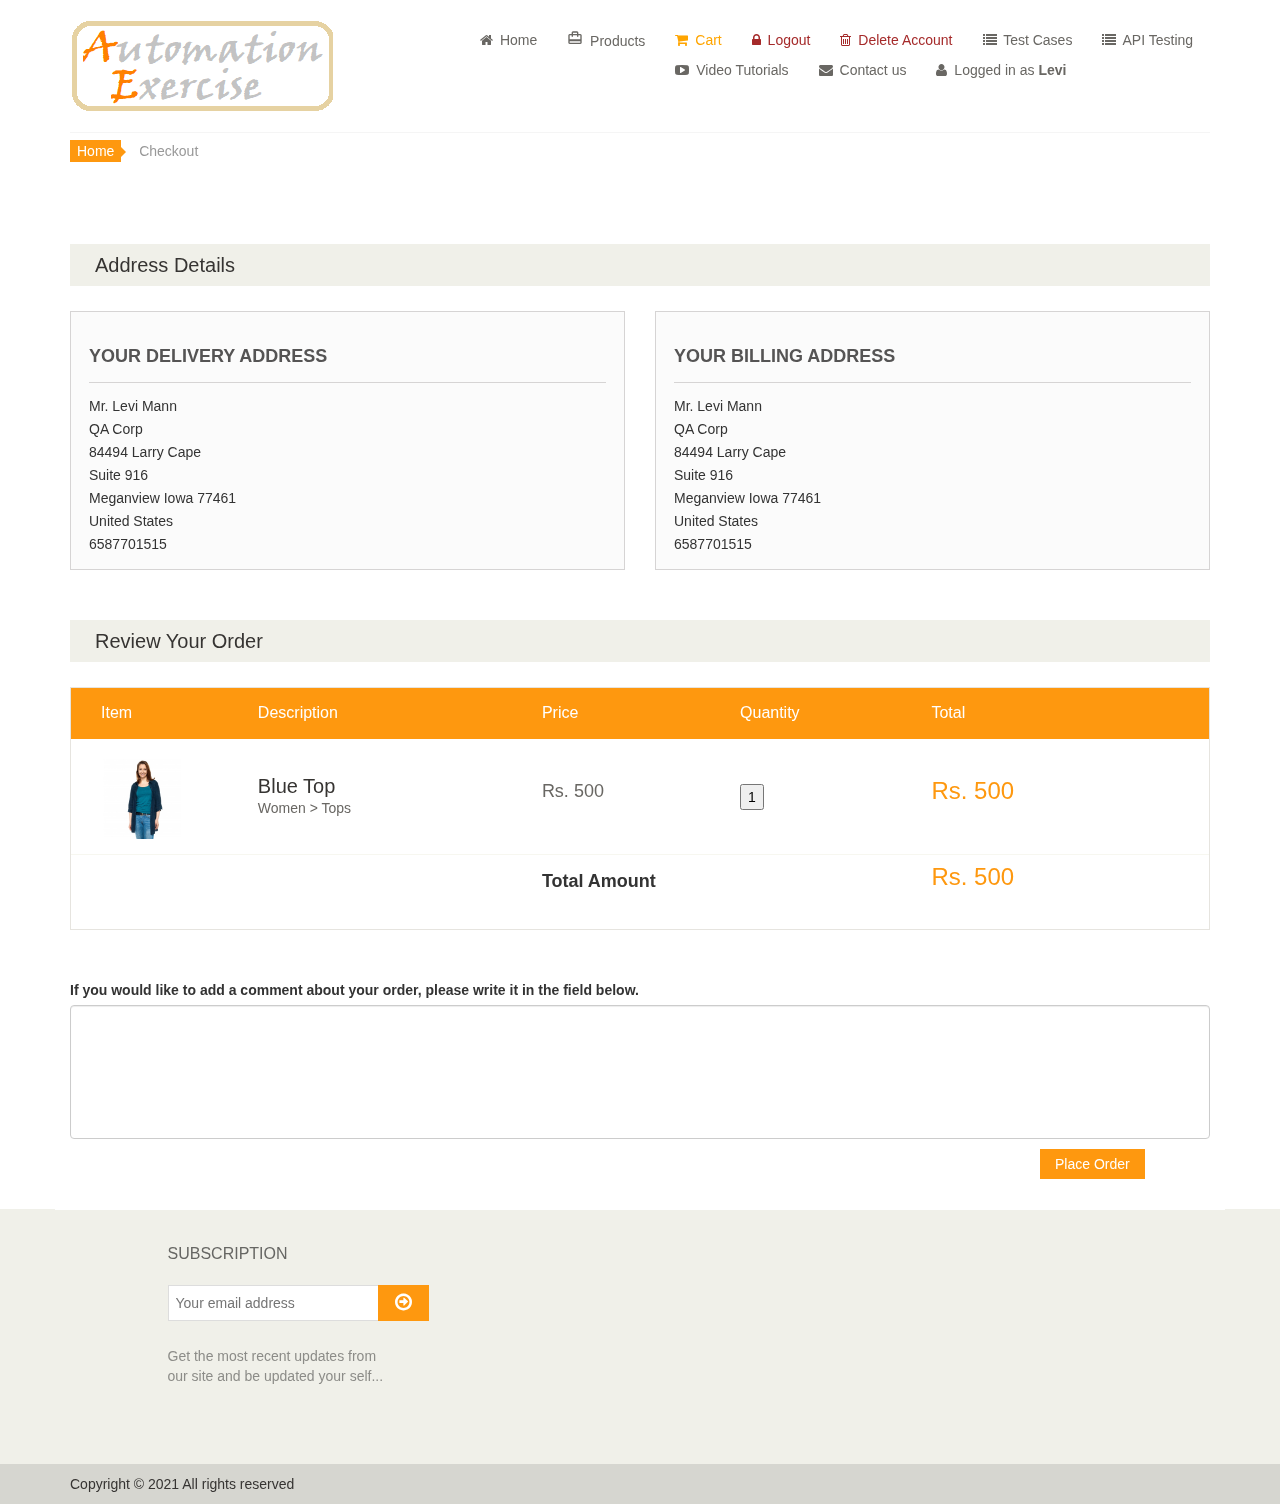 Automation
Exercise
Home Products Cart Logout Delete Account Test Cases API Testing
Video Tutorials Contact us Logged in as Levi
Home Checkout
Address Details
YOUR DELIVERY ADDRESS
Mr. Levi Mann
QA Corp
84494 Larry Cape
Suite 916
Meganview Iowa 77461
United States
6587701515
YOUR BILLING ADDRESS
Mr. Levi Mann
QA Corp
84494 Larry Cape
Suite 916
Meganview Iowa 77461
United States
6587701515
Review Your Order
Item Description Price Quantity Total
Blue Top
Women > Tops
Rs. 500 1 Rs. 500
Total Amount Rs. 500
If you would like to add a comment about your order, please write it in the field below.
Place Order
SUBSCRIPTION
Your email address
Get the most recent updates from
our site and be updated your self...
Copyright © 2021 All rights reserved